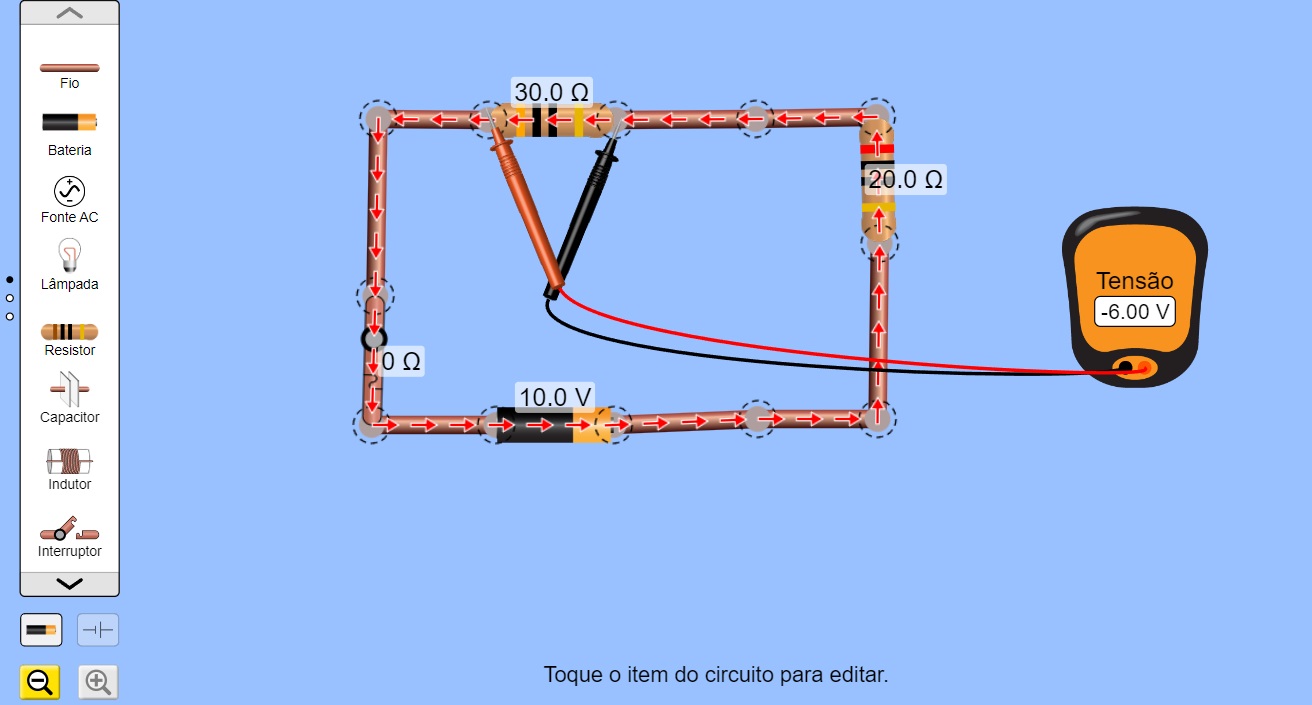 Fio
Bateria
Fonte AC
Lâmpada
Resistor
Capacitor
Indutor
Interruptor
30.0 Ω
20.0 Ω
0 Ω
10.0 V
Tensão
-6.00 V
Toque o item do circuito para editar.